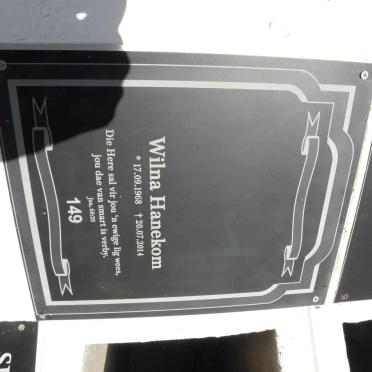 Wilna Hanekom
* 17.09.1968 † 20.07.2014
Die Here sal vir jou 'n ewige lig wees,
jou dae van smart is verby.
Jes. 60:20
149